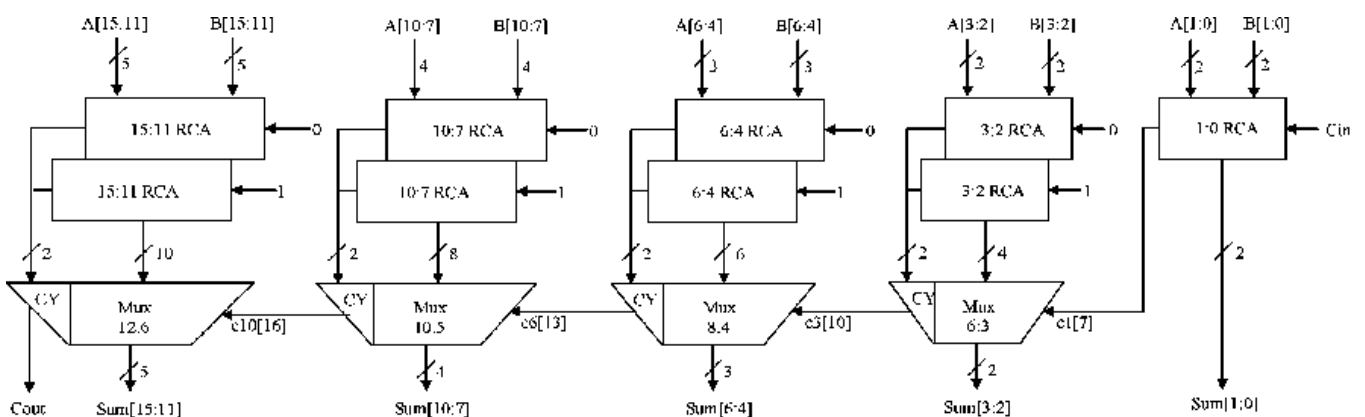 A[15:11] B[15:11] A[10:7] B[10:7] A[6:4] B[6:4] A[3:2] B[3:2] A[1:0] B[1:0]
5 5 4 4 3 3 2 2 2 2
15:11 RCA 0 10:7 RCA 0 6:4 RCA 0 3:2 RCA 0 1:0 RCA Cin
15:11 RCA 1 10:7 RCA 1 6:4 RCA 1 3:2 RCA 1
2 10 2 8 2 6 2 4 2
CY Mux CY Mux CY Mux CY Mux
12:6 c10[16] 10:5 c6[13] 8:4 c3[10] 6:3 c1[7]
5 4 3 2
Cout Sum[15:11] Sum[10:7] Sum[6:4] Sum[3:2] Sum[1:0]